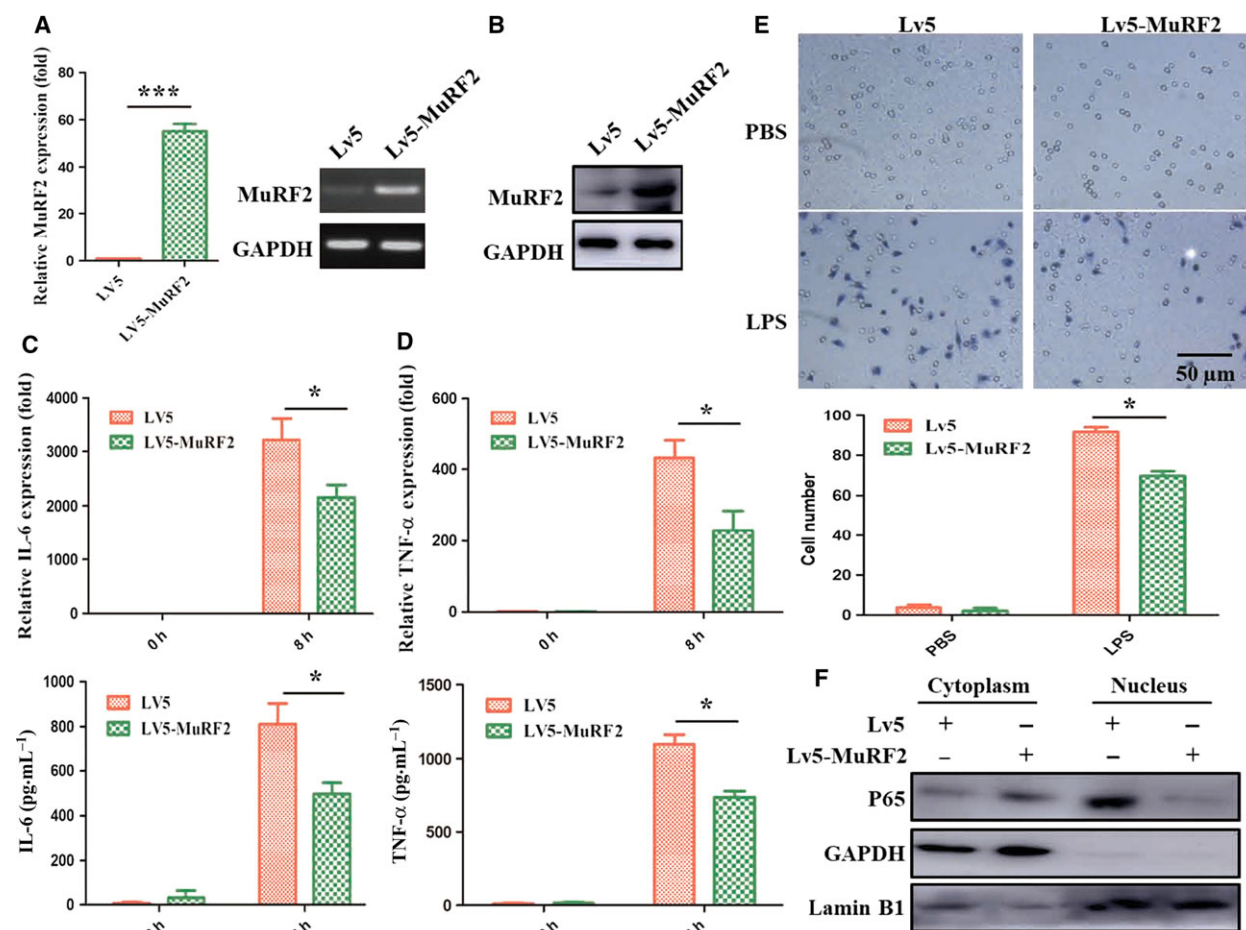 A
Relative MuRF2 expression (fold)
80
60
40
20
0
***
LV5
LV5-MuRF2
Lv5
Lv5-MuRF2
MuRF2
GAPDH
B
Lv5
Lv5-MuRF2
MuRF2
GAPDH
C
Relative IL-6 expression (fold)
4000
3000
2000
1000
0
LV5
LV5-MuRF2
*
0 h
8 h
IL-6 (pg·mL⁻¹)
1000
800
600
400
200
0
LV5
LV5-MuRF2
*
D
Relative TNF-α expression (fold)
600
400
200
0
LV5
LV5-MuRF2
*
0 h
8 h
TNF-α (pg·mL⁻¹)
1500
1000
500
0
LV5
LV5-MuRF2
*
E
Lv5 Lv5-MuRF2
PBS
LPS
50 µm
Cell number
100
80
60
40
20
0
Lv5
Lv5-MuRF2
*
PBS
LPS
F
Cytoplasm Nucleus
Lv5 + – + –
Lv5-MuRF2 – + – +
P65
GAPDH
Lamin B1